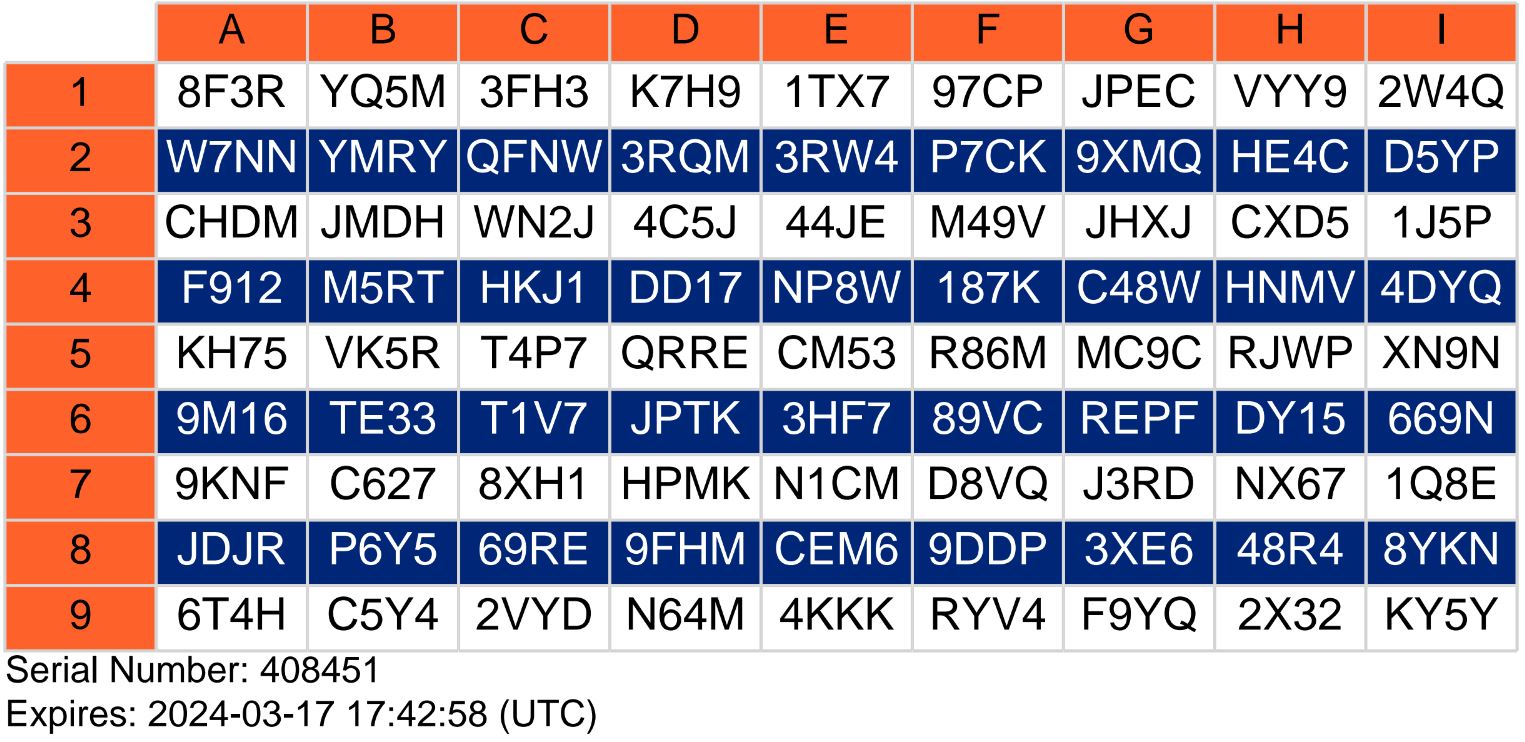 A B C D E F G H I
1 8F3R YQ5M 3FH3 K7H9 1TX7 97CP JPEC VYY9 2W4Q
2 W7NN YMRY QFNW 3RQM 3RW4 P7CK 9XMQ HE4C D5YP
3 CHDM JMDH WN2J 4C5J 44JE M49V JHXJ CXD5 1J5P
4 F912 M5RT HKJ1 DD17 NP8W 187K C48W HNMV 4DYQ
5 KH75 VK5R T4P7 QRRE CM53 R86M MC9C RJWP XN9N
6 9M16 TE33 T1V7 JPTK 3HF7 89VC REPF DY15 669N
7 9KNF C627 8XH1 HPMK N1CM D8VQ J3RD NX67 1Q8E
8 JDJR P6Y5 69RE 9FHM CEM6 9DDP 3XE6 48R4 8YKN
9 6T4H C5Y4 2VYD N64M 4KKK RYV4 F9YQ 2X32 KY5Y
Serial Number: 408451
Expires: 2024-03-17 17:42:58 (UTC)